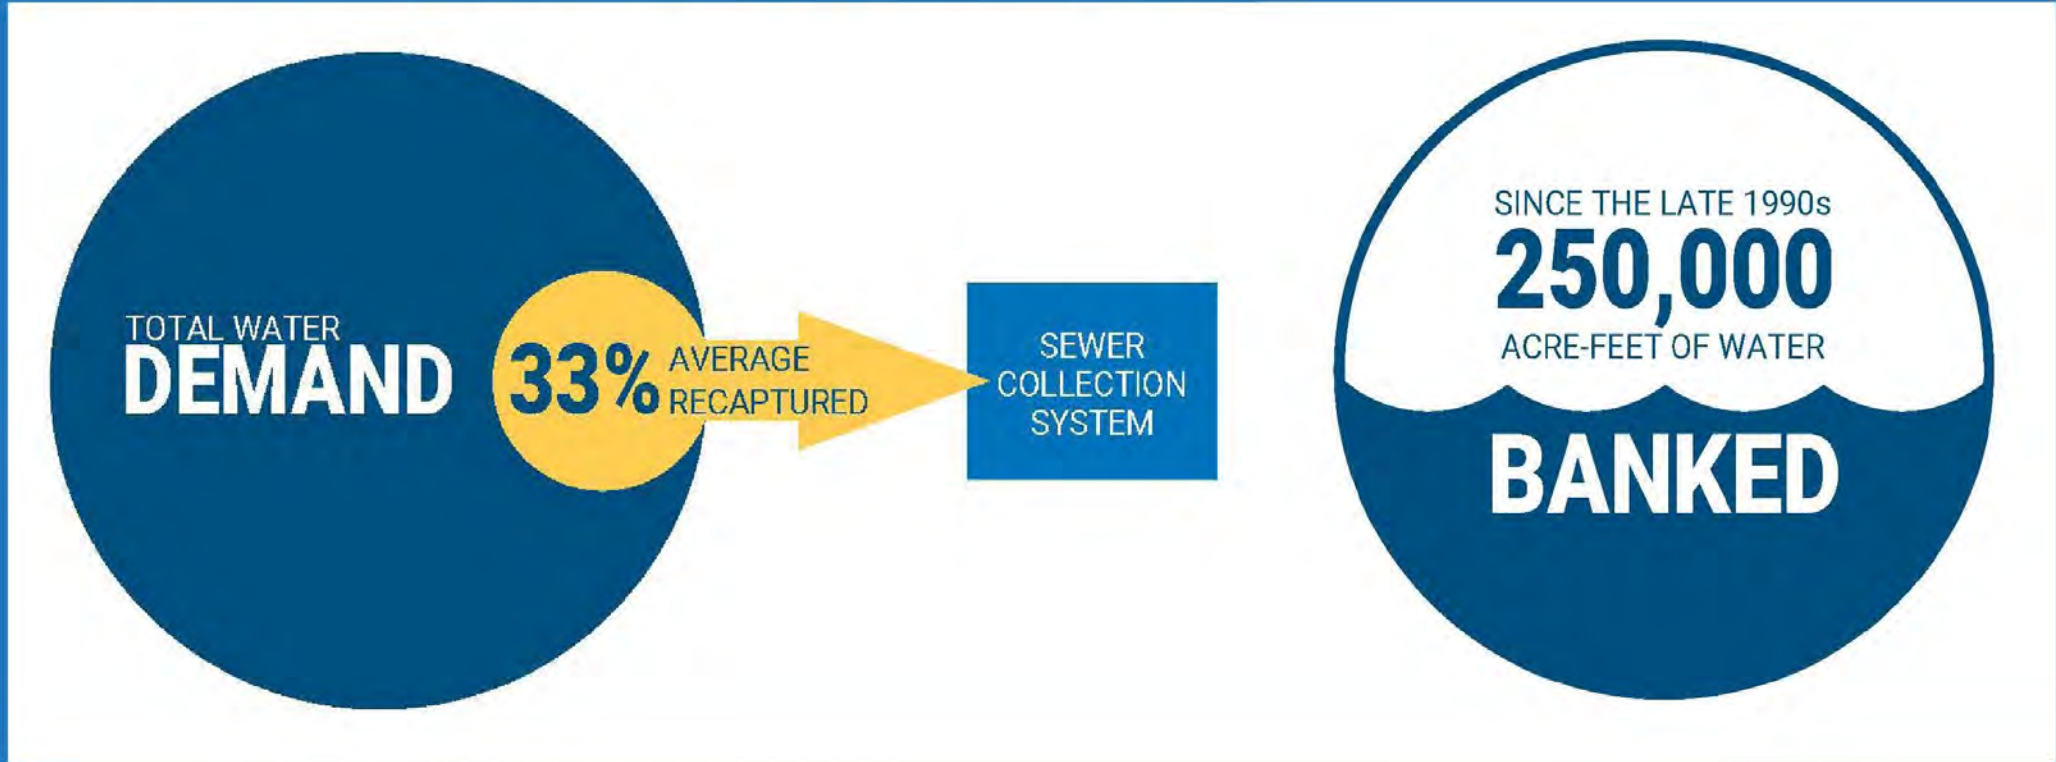 TOTAL WATER
DEMAND
33% AVERAGE
RECAPTURED
SEWER
COLLECTION
SYSTEM
SINCE THE LATE 1990s
250,000
ACRE-FEET OF WATER
BANKED